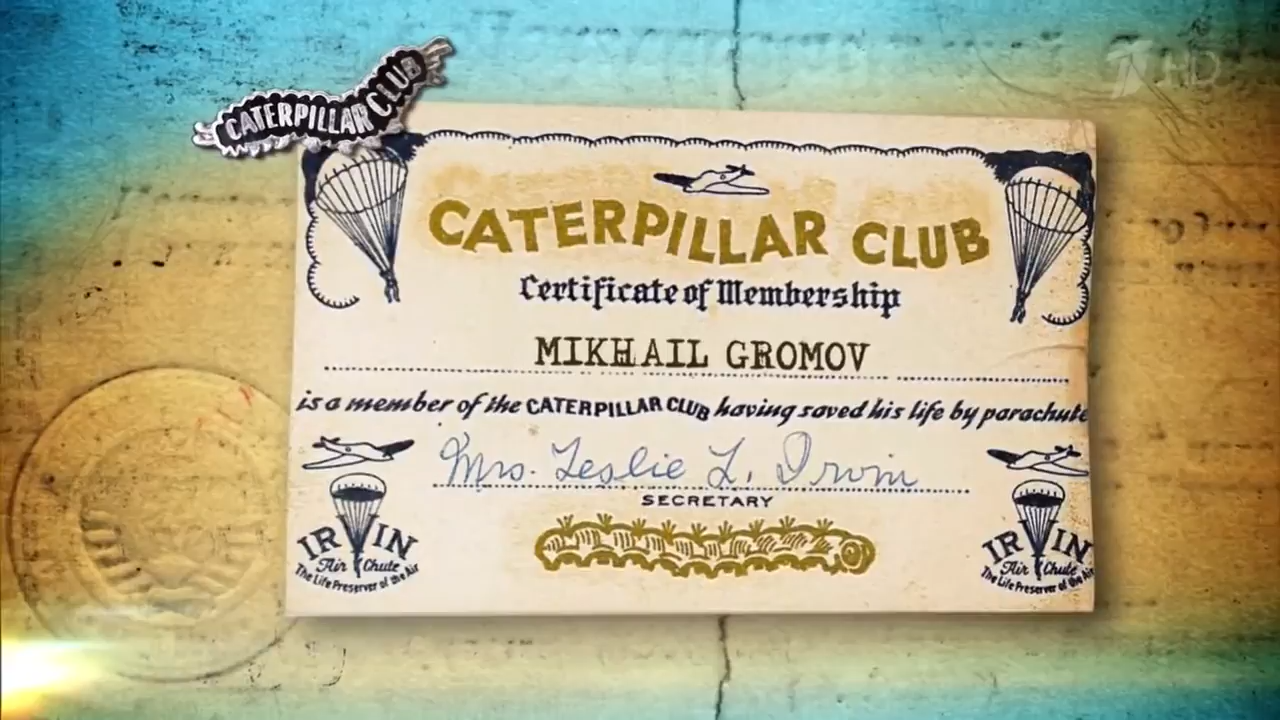 CATERPILLAR CLUB
HD
CATERPILLAR CLUB
Certificate of Membership
MIKHAIL GROMOV
is a member of the CATERPILLAR CLUB having saved his life by parachute
Mrs. Leslie L. Irvin
SECRETARY
IRVIN
Air Chute
The Life Preserver of the Air
IRVIN
Air Chute
The Life Preserver of the Air